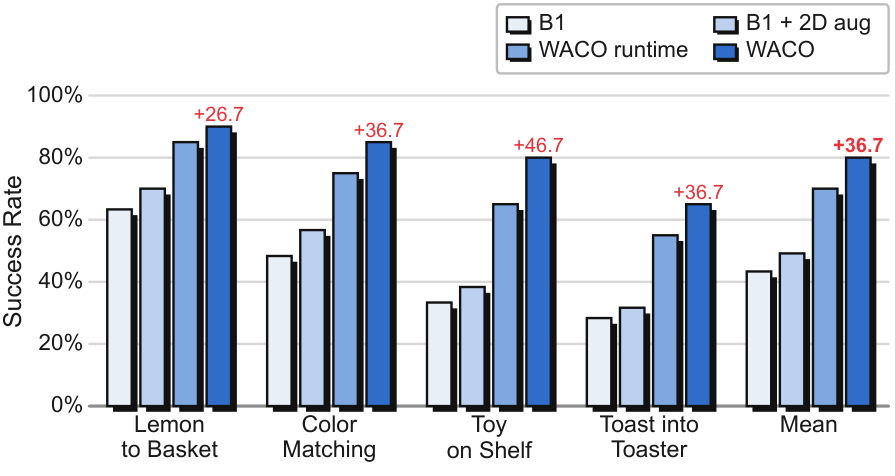 B1
B1 + 2D aug
WACO runtime
WACO
Success Rate
100%
80%
60%
40%
20%
0%
+26.7
+36.7
+46.7
+36.7
+36.7
Lemon
to Basket
Color
Matching
Toy
on Shelf
Toast into
Toaster
Mean